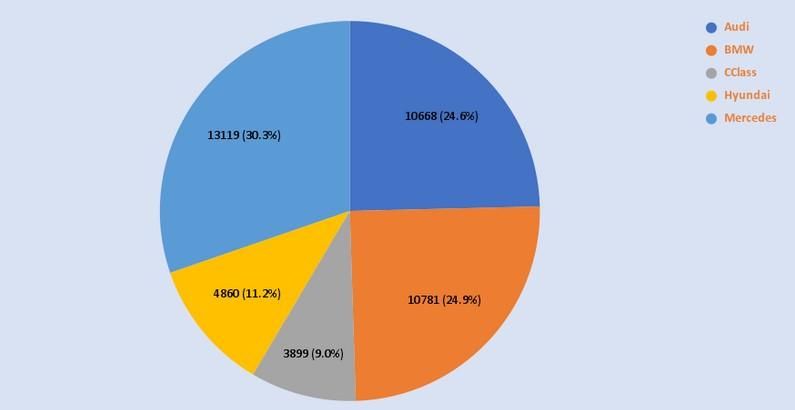 Audi
BMW
CClass
Hyundai
Mercedes
10668 (24.6%)
13119 (30.3%)
4860 (11.2%)
10781 (24.9%)
3899 (9.0%)